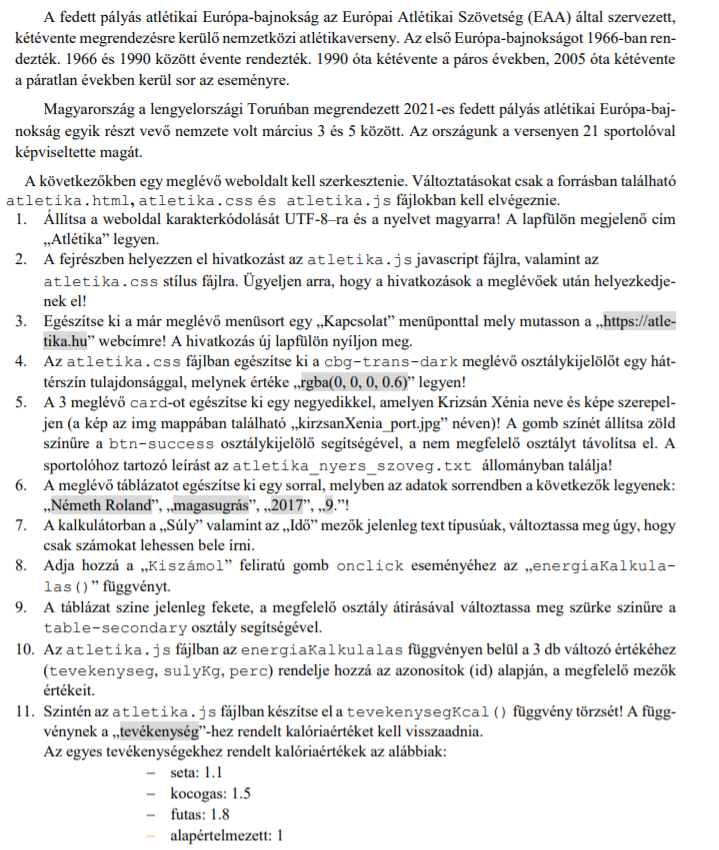 A fedett pályás atlétikai Európa-bajnokság az Európai Atlétikai Szövetség (EAA) által szervezett,
kétévente megrendezésre kerülő nemzetközi atlétikaverseny. Az első Európa-bajnokságot 1966-ban ren-
dezték. 1966 és 1990 között évente rendezték. 1990 óta kétévente a páros években, 2005 óta kétévente
a páratlan években kerül sor az eseményre.
Magyarország a lengyelországi Toruńban megrendezett 2021-es fedett pályás atlétikai Európa-baj-
nokság egyik részt vevő nemzete volt március 3 és 5 között. Az országunk a versenyen 21 sportolóval
képviseltette magát.
A következőkben egy meglévő weboldalt kell szerkesztenie. Változtatásokat csak a forrásban található
atletika.html, atletika.css és atletika.js fájlokban kell elvégeznie.
1. Állítsa a weboldal karakterkódolását UTF-8–ra és a nyelvet magyarra! A lapfülön megjelenő cím
„Atlétika” legyen.
2. A fejrészben helyezzen el hivatkozást az atletika.js javascript fájlra, valamint az
atletika.css stílus fájlra. Ügyeljen arra, hogy a hivatkozások a meglévőek után helyezkedje-
nek el!
3. Egészítse ki a már meglévő menüsort egy „Kapcsolat” menüponttal mely mutasson a „https://atle-
tika.hu” webcímre! A hivatkozás új lapfülön nyíljon meg.
4. Az atletika.css fájlban egészítse ki a cbg-trans-dark meglévő osztálykijelölőt egy hát-
térszín tulajdonsággal, melynek értéke „rgba(0, 0, 0, 0.6)” legyen!
5. A 3 meglévő card-ot egészítse ki egy negyedikkel, amelyen Krizsán Xénia neve és képe szerepel-
jen (a kép az img mappában található „kirzsanXenia_port.jpg” néven)! A gomb színét állítsa zöld
színűre a btn-success osztálykijelölő segítségével, a nem megfelelő osztályt távolítsa el. A
sportolóhoz tartozó leírást az atletika_nyers_szoveg.txt állományban találja!
6. A meglévő táblázatot egészítse ki egy sorral, melyben az adatok sorrendben a következők legyenek:
„Németh Roland”, „magasugrás”, „2017”, „9.”!
7. A kalkulátorban a „Súly” valamint az „Idő” mezők jelenleg text típusúak, változtassa meg úgy, hogy
csak számokat lehessen bele írni.
8. Adja hozzá a „Kiszámol” feliratú gomb onclick eseményéhez az „energiaKalkula-
las()” függvényt.
9. A táblázat színe jelenleg fekete, a megfelelő osztály átírásával változtassa meg szürke színűre a
table-secondary osztály segítségével.
10. Az atletika.js fájlban az energiaKalkulalas függvényen belül a 3 db változó értékéhez
(tevekenyseg, sulyKg, perc) rendelje hozzá az azonosítok (id) alapján, a megfelelő mezők
értékeit.
11. Szintén az atletika.js fájlban készítse el a tevekenysegKcal() függvény törzsét! A függ-
vénynek a „tevékenység”-hez rendelt kalóriaértéket kell visszaadnia.
Az egyes tevékenységekhez rendelt kalóriaértékek az alábbiak:
– seta: 1.1
– kocogas: 1.5
– futas: 1.8
– alapértelmezett: 1